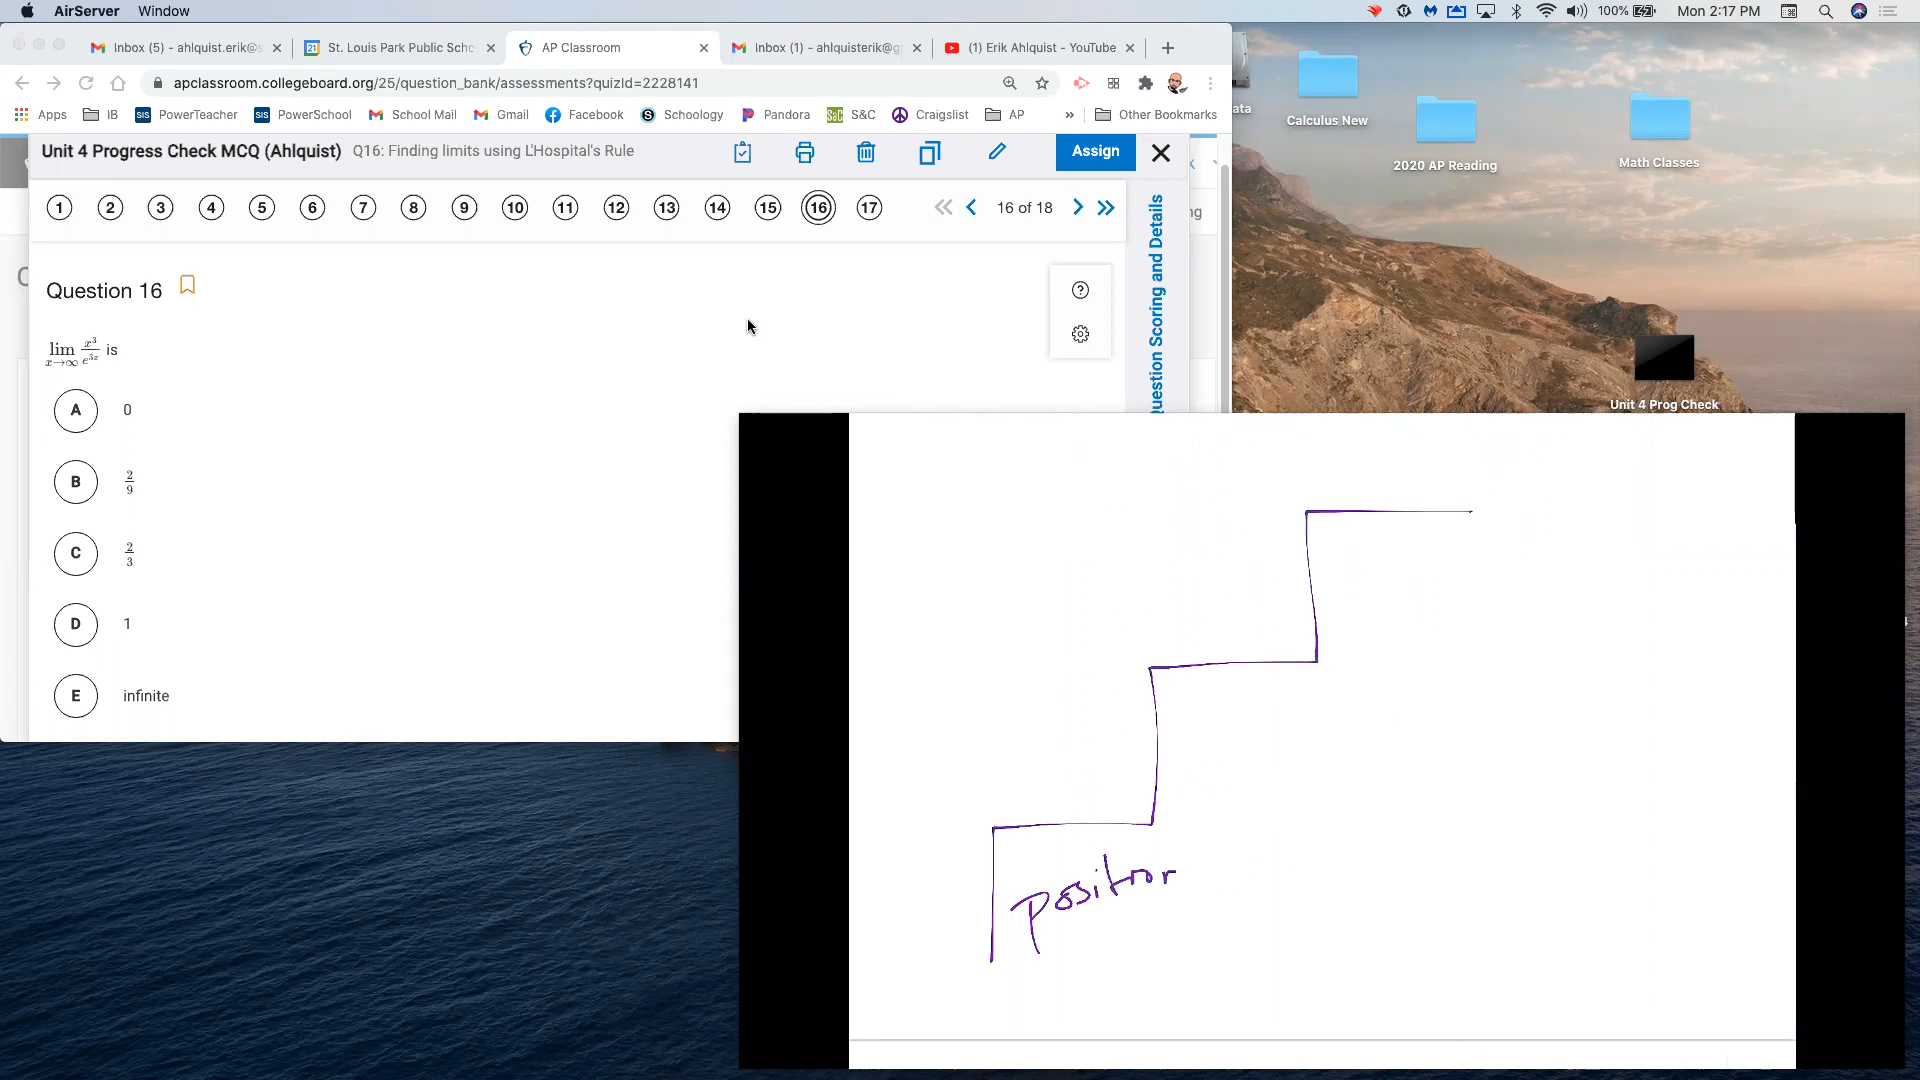 AirServer Window 100% Mon 2:17 PM
Inbox (5) - ahlquist.erik@s St. Louis Park Public Scho AP Classroom Inbox (1) - ahlquisterik@g (1) Erik Ahlquist - YouTube
apclassroom.collegeboard.org/25/question_bank/assessments?quizId=2228141
Apps IB PowerTeacher PowerSchool School Mail Gmail Facebook Schoology Pandora S&C Craigslist AP » Other Bookmarks
Unit 4 Progress Check MCQ (Ahlquist) Q16: Finding limits using L'Hospital's Rule Assign
1 2 3 4 5 6 7 8 9 10 11 12 13 14 15 16 17 16 of 18
Question Scoring and Details
Question 16
lim x→∞ x³/e³ˣ is
A 0
B 2/9
C 2/3
D 1
E infinite
ata
Calculus New
2020 AP Reading
Math Classes
Unit 4 Prog Check
positior